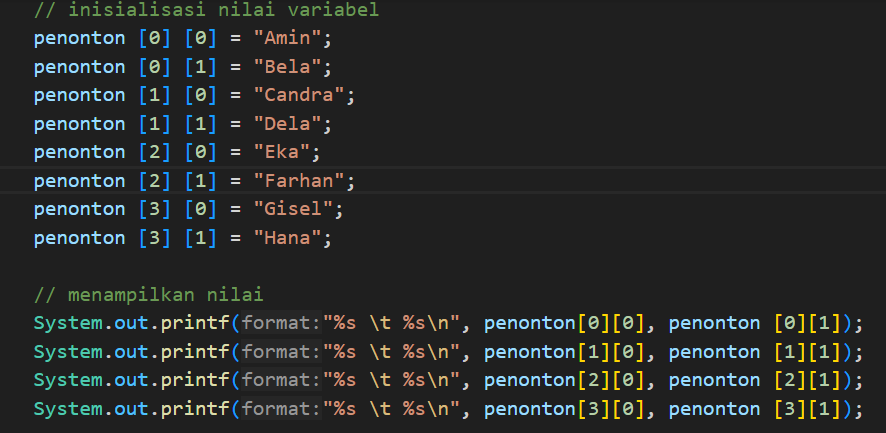 // inisialisasi nilai variabel
penonton [0] [0] = "Amin";
penonton [0] [1] = "Bela";
penonton [1] [0] = "Candra";
penonton [1] [1] = "Dela";
penonton [2] [0] = "Eka";
penonton [2] [1] = "Farhan";
penonton [3] [0] = "Gisel";
penonton [3] [1] = "Hana";
// menampilkan nilai
System.out.printf(format:"%s \t %s\n", penonton[0][0], penonton [0][1]);
System.out.printf(format:"%s \t %s\n", penonton[1][0], penonton [1][1]);
System.out.printf(format:"%s \t %s\n", penonton[2][0], penonton [2][1]);
System.out.printf(format:"%s \t %s\n", penonton[3][0], penonton [3][1]);